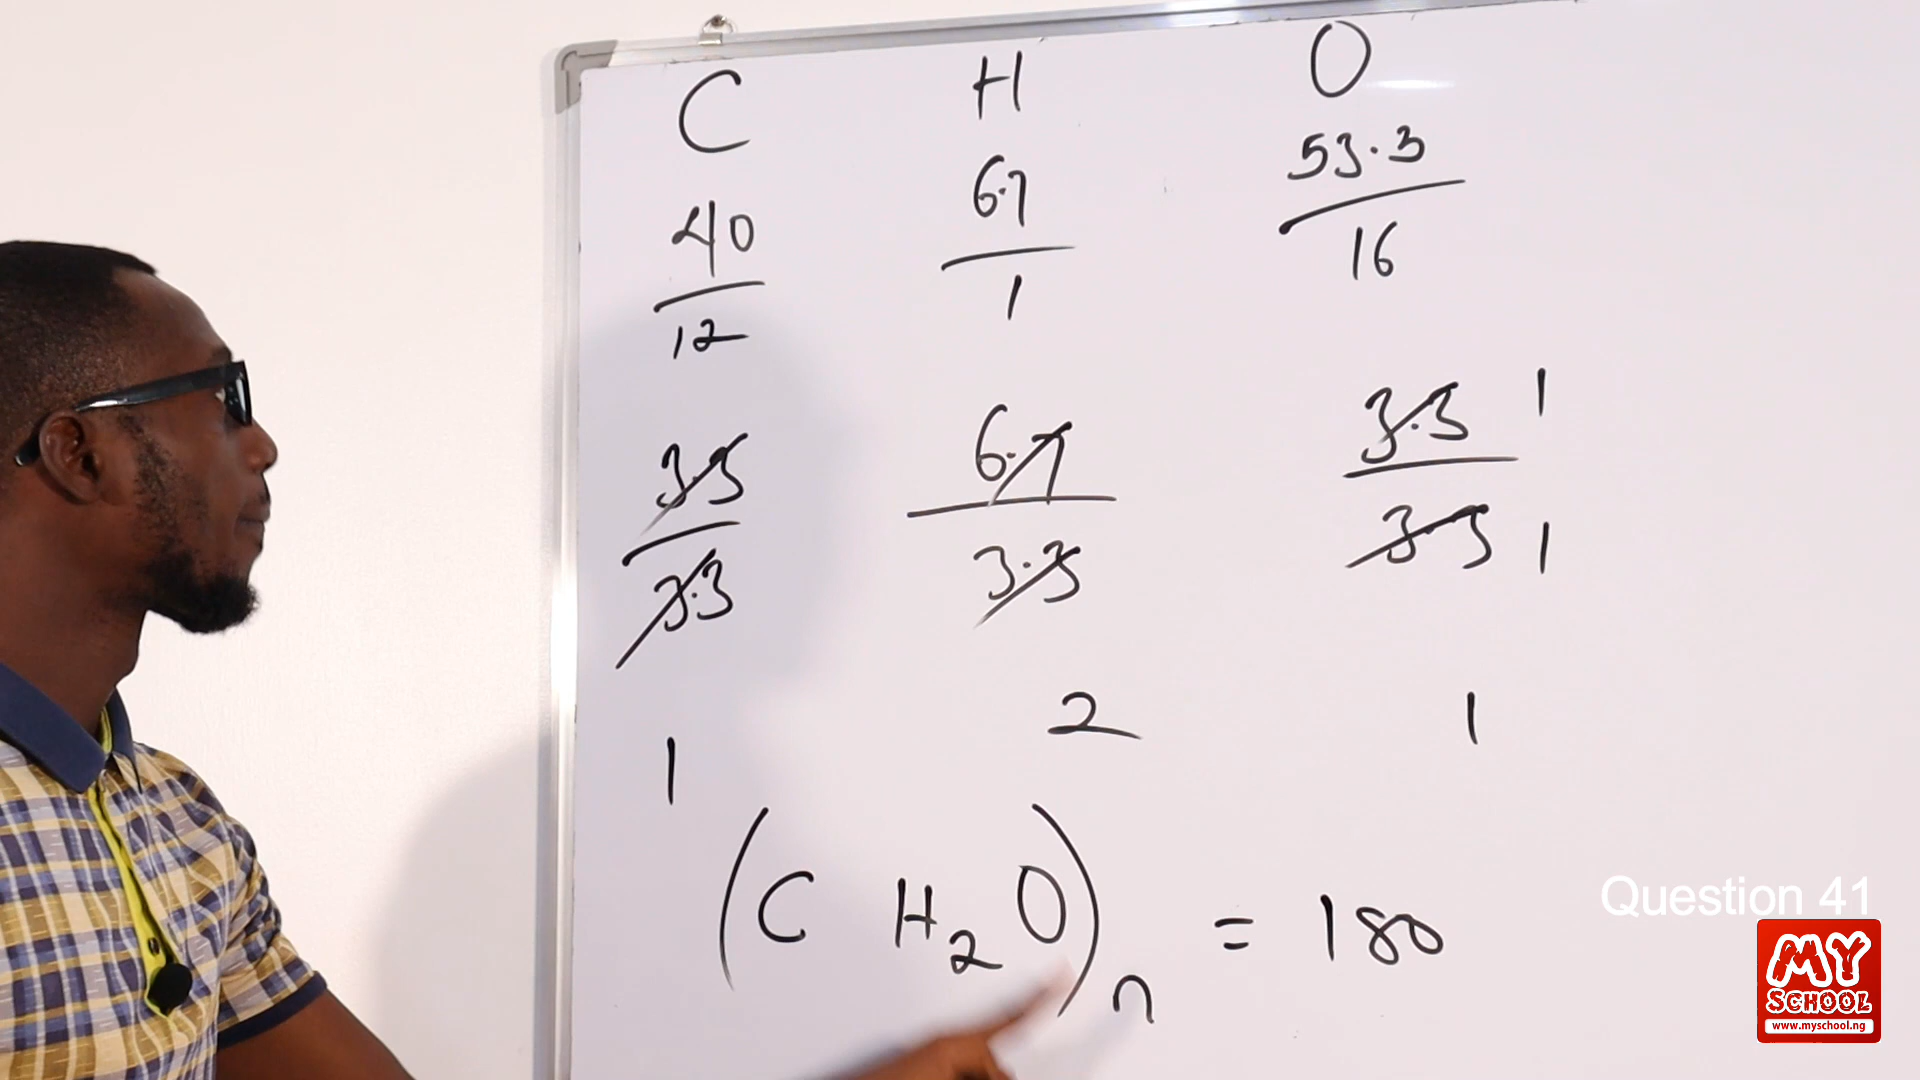 C H O
40 6.7 53.3
12 1 16
3.3 6.7 3.3 1
3.3 3.3 3.3 1
1 2 1
(C H2 O)n = 180
Question 41
MY
SCHOOL
www.myschool.ng